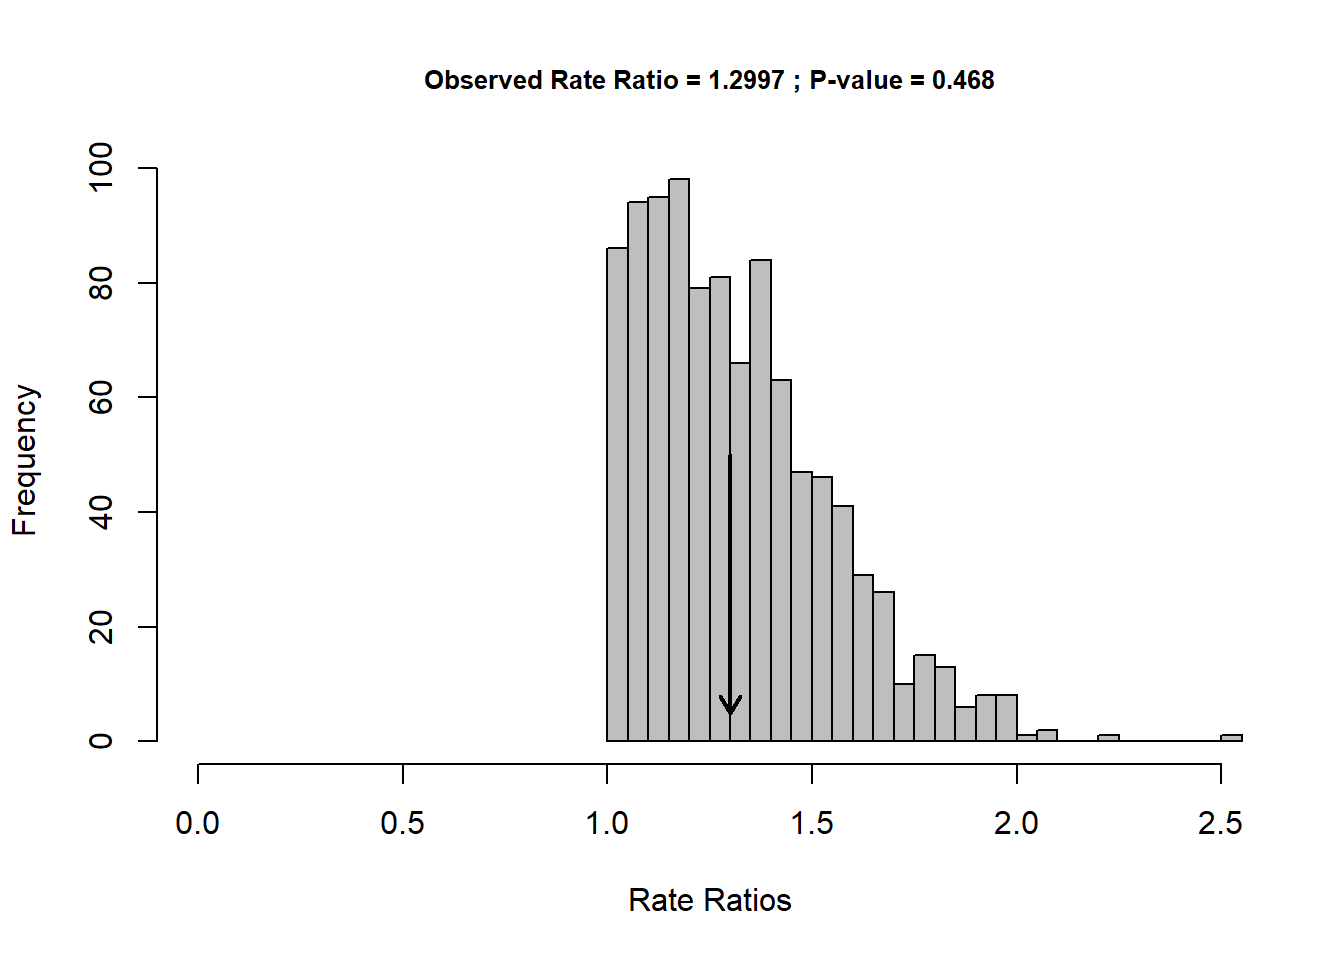 Observed Rate Ratio = 1.2997 ; P-value = 0.468
100
80
60
40
20
0
Frequency
0.0 0.5 1.0 1.5 2.0 2.5
Rate Ratios